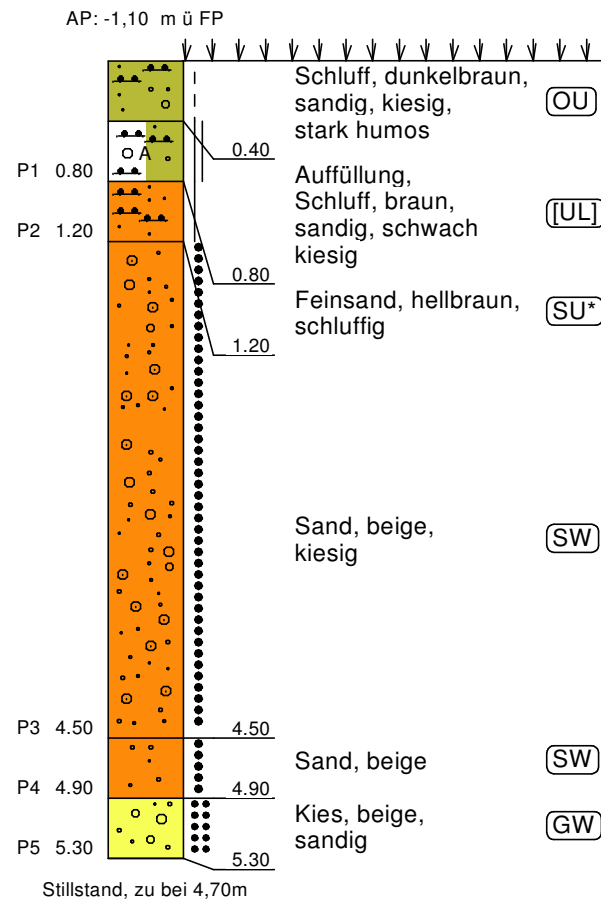 AP: -1,10 m ü FP
Schluff, dunkelbraun,
sandig, kiesig,
stark humos
OU
0.40
A
P1 0.80
Auffüllung,
Schluff, braun,
sandig, schwach
kiesig
[UL]
0.80
P2 1.20
Feinsand, hellbraun,
schluffig
SU*
1.20
Sand, beige,
kiesig
SW
P3 4.50
4.50
Sand, beige
SW
P4 4.90
4.90
Kies, beige,
sandig
GW
P5 5.30
5.30
Stillstand, zu bei 4,70m